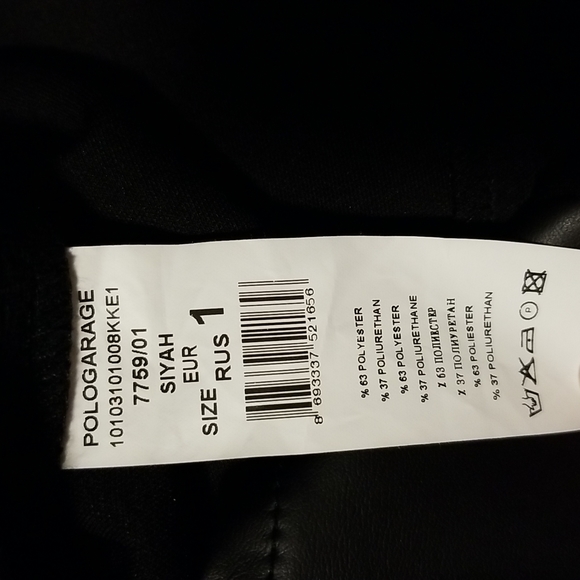 POLOGARAGE
10103101008KKE1
7759/01
SIYAH
SIZE EUR RUS 1
8 693337 521656
% 63 POLYESTER
% 37 POLIURETHAN
% 63 POLYESTER
% 37 POLIURETHANE
% 63 ПОЛИЕСТЕР
% 37 ПОЛИУРЕТАН
% 63 POLIESTER
% 37 POLIURETHAN
P